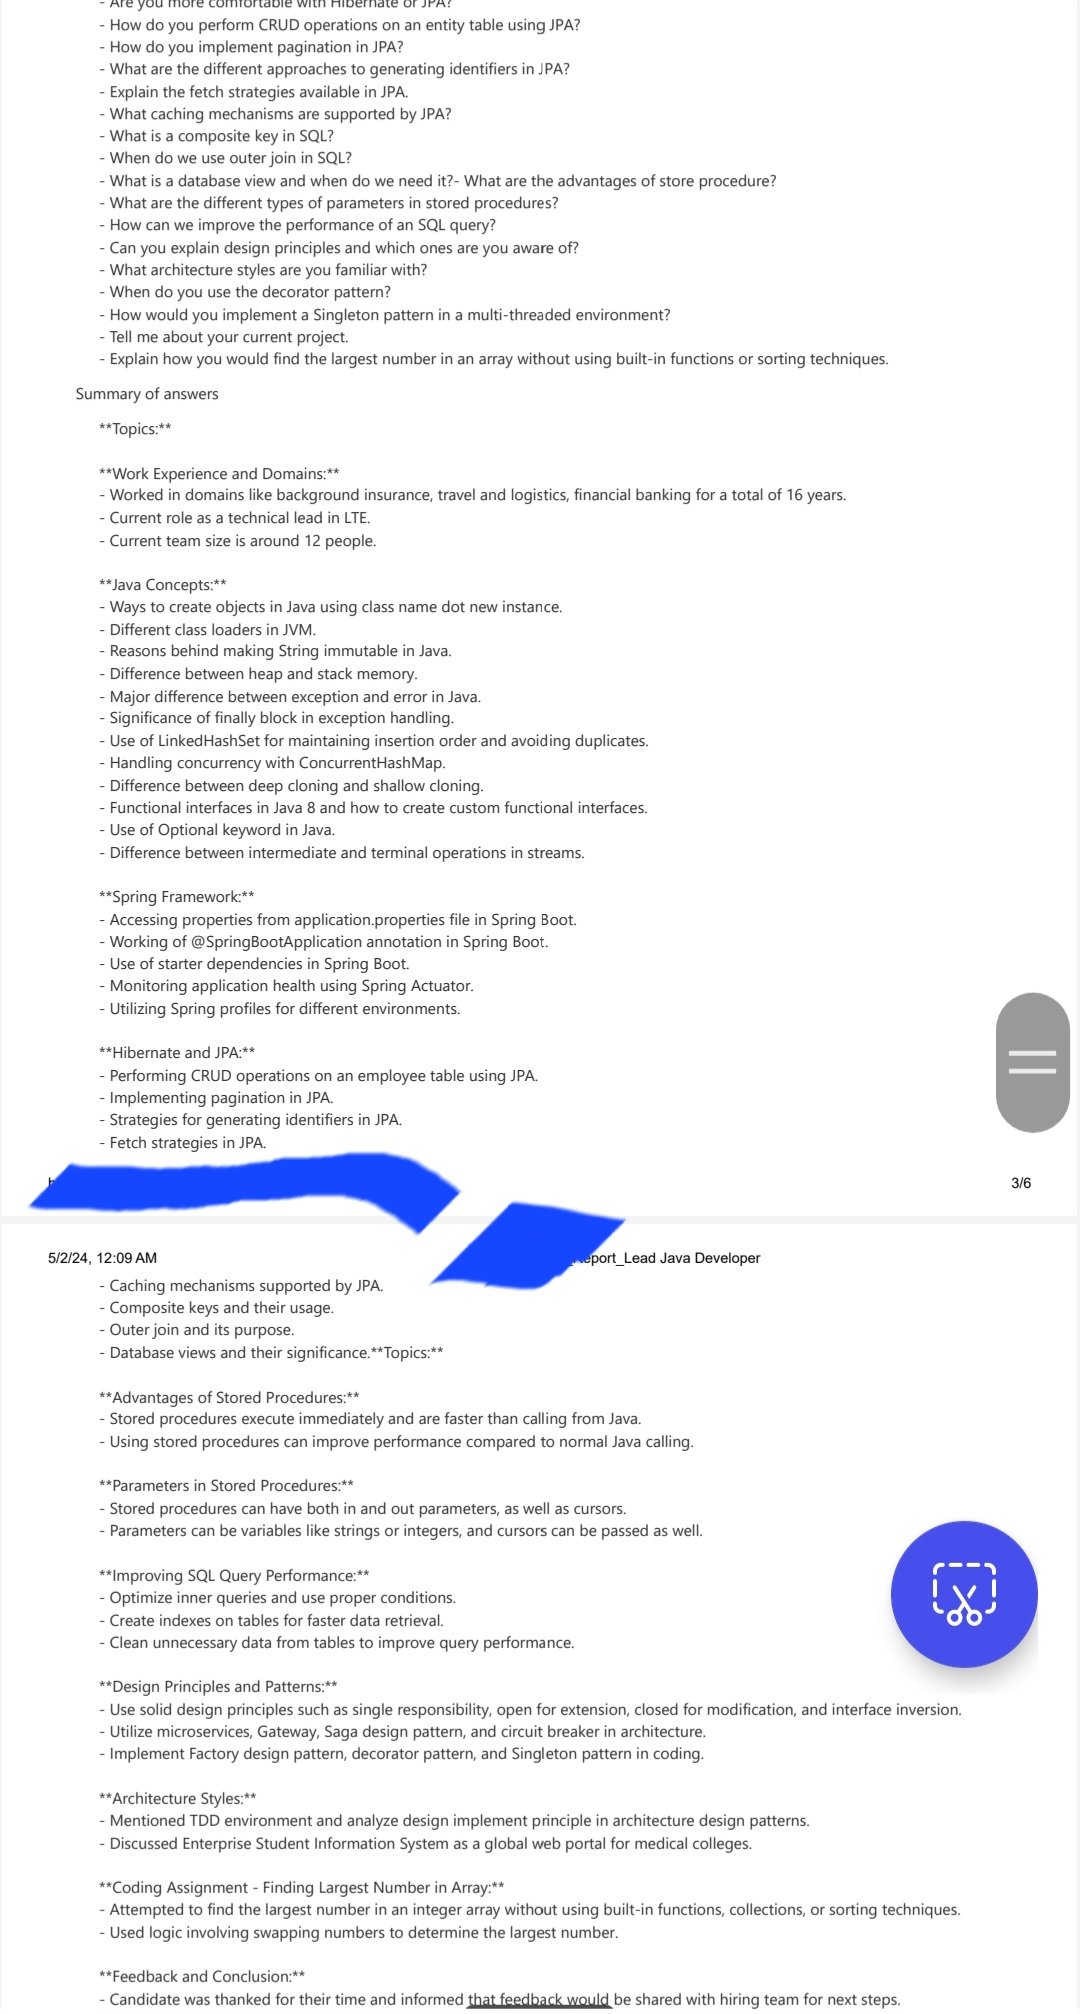 - Are you more comfortable with Hibernate or JPA?
- How do you perform CRUD operations on an entity table using JPA?
- How do you implement pagination in JPA?
- What are the different approaches to generating identifiers in JPA?
- Explain the fetch strategies available in JPA.
- What caching mechanisms are supported by JPA?
- What is a composite key in SQL?
- When do we use outer join in SQL?
- What is a database view and when do we need it?- What are the advantages of store procedure?
- What are the different types of parameters in stored procedures?
- How can we improve the performance of an SQL query?
- Can you explain design principles and which ones are you aware of?
- What architecture styles are you familiar with?
- When do you use the decorator pattern?
- How would you implement a Singleton pattern in a multi-threaded environment?
- Tell me about your current project.
- Explain how you would find the largest number in an array without using built-in functions or sorting techniques.
Summary of answers
**Topics:**
**Work Experience and Domains:**
- Worked in domains like background insurance, travel and logistics, financial banking for a total of 16 years.
- Current role as a technical lead in LTE.
- Current team size is around 12 people.
**Java Concepts:**
- Ways to create objects in Java using class name dot new instance.
- Different class loaders in JVM.
- Reasons behind making String immutable in Java.
- Difference between heap and stack memory.
- Major difference between exception and error in Java.
- Significance of finally block in exception handling.
- Use of LinkedHashSet for maintaining insertion order and avoiding duplicates.
- Handling concurrency with ConcurrentHashMap.
- Difference between deep cloning and shallow cloning.
- Functional interfaces in Java 8 and how to create custom functional interfaces.
- Use of Optional keyword in Java.
- Difference between intermediate and terminal operations in streams.
**Spring Framework:**
- Accessing properties from application.properties file in Spring Boot.
- Working of @SpringBootApplication annotation in Spring Boot.
- Use of starter dependencies in Spring Boot.
- Monitoring application health using Spring Actuator.
- Utilizing Spring profiles for different environments.
**Hibernate and JPA:**
- Performing CRUD operations on an employee table using JPA.
- Implementing pagination in JPA.
- Strategies for generating identifiers in JPA.
- Fetch strategies in JPA.
3/6
5/2/24, 12:09 AM eport_Lead Java Developer
- Caching mechanisms supported by JPA.
- Composite keys and their usage.
- Outer join and its purpose.
- Database views and their significance.**Topics:**
**Advantages of Stored Procedures:**
- Stored procedures execute immediately and are faster than calling from Java.
- Using stored procedures can improve performance compared to normal Java calling.
**Parameters in Stored Procedures:**
- Stored procedures can have both in and out parameters, as well as cursors.
- Parameters can be variables like strings or integers, and cursors can be passed as well.
**Improving SQL Query Performance:**
- Optimize inner queries and use proper conditions.
- Create indexes on tables for faster data retrieval.
- Clean unnecessary data from tables to improve query performance.
**Design Principles and Patterns:**
- Use solid design principles such as single responsibility, open for extension, closed for modification, and interface inversion.
- Utilize microservices, Gateway, Saga design pattern, and circuit breaker in architecture.
- Implement Factory design pattern, decorator pattern, and Singleton pattern in coding.
**Architecture Styles:**
- Mentioned TDD environment and analyze design implement principle in architecture design patterns.
- Discussed Enterprise Student Information System as a global web portal for medical colleges.
**Coding Assignment - Finding Largest Number in Array:**
- Attempted to find the largest number in an integer array without using built-in functions, collections, or sorting techniques.
- Used logic involving swapping numbers to determine the largest number.
**Feedback and Conclusion:**
- Candidate was thanked for their time and informed that feedback would be shared with hiring team for next steps.